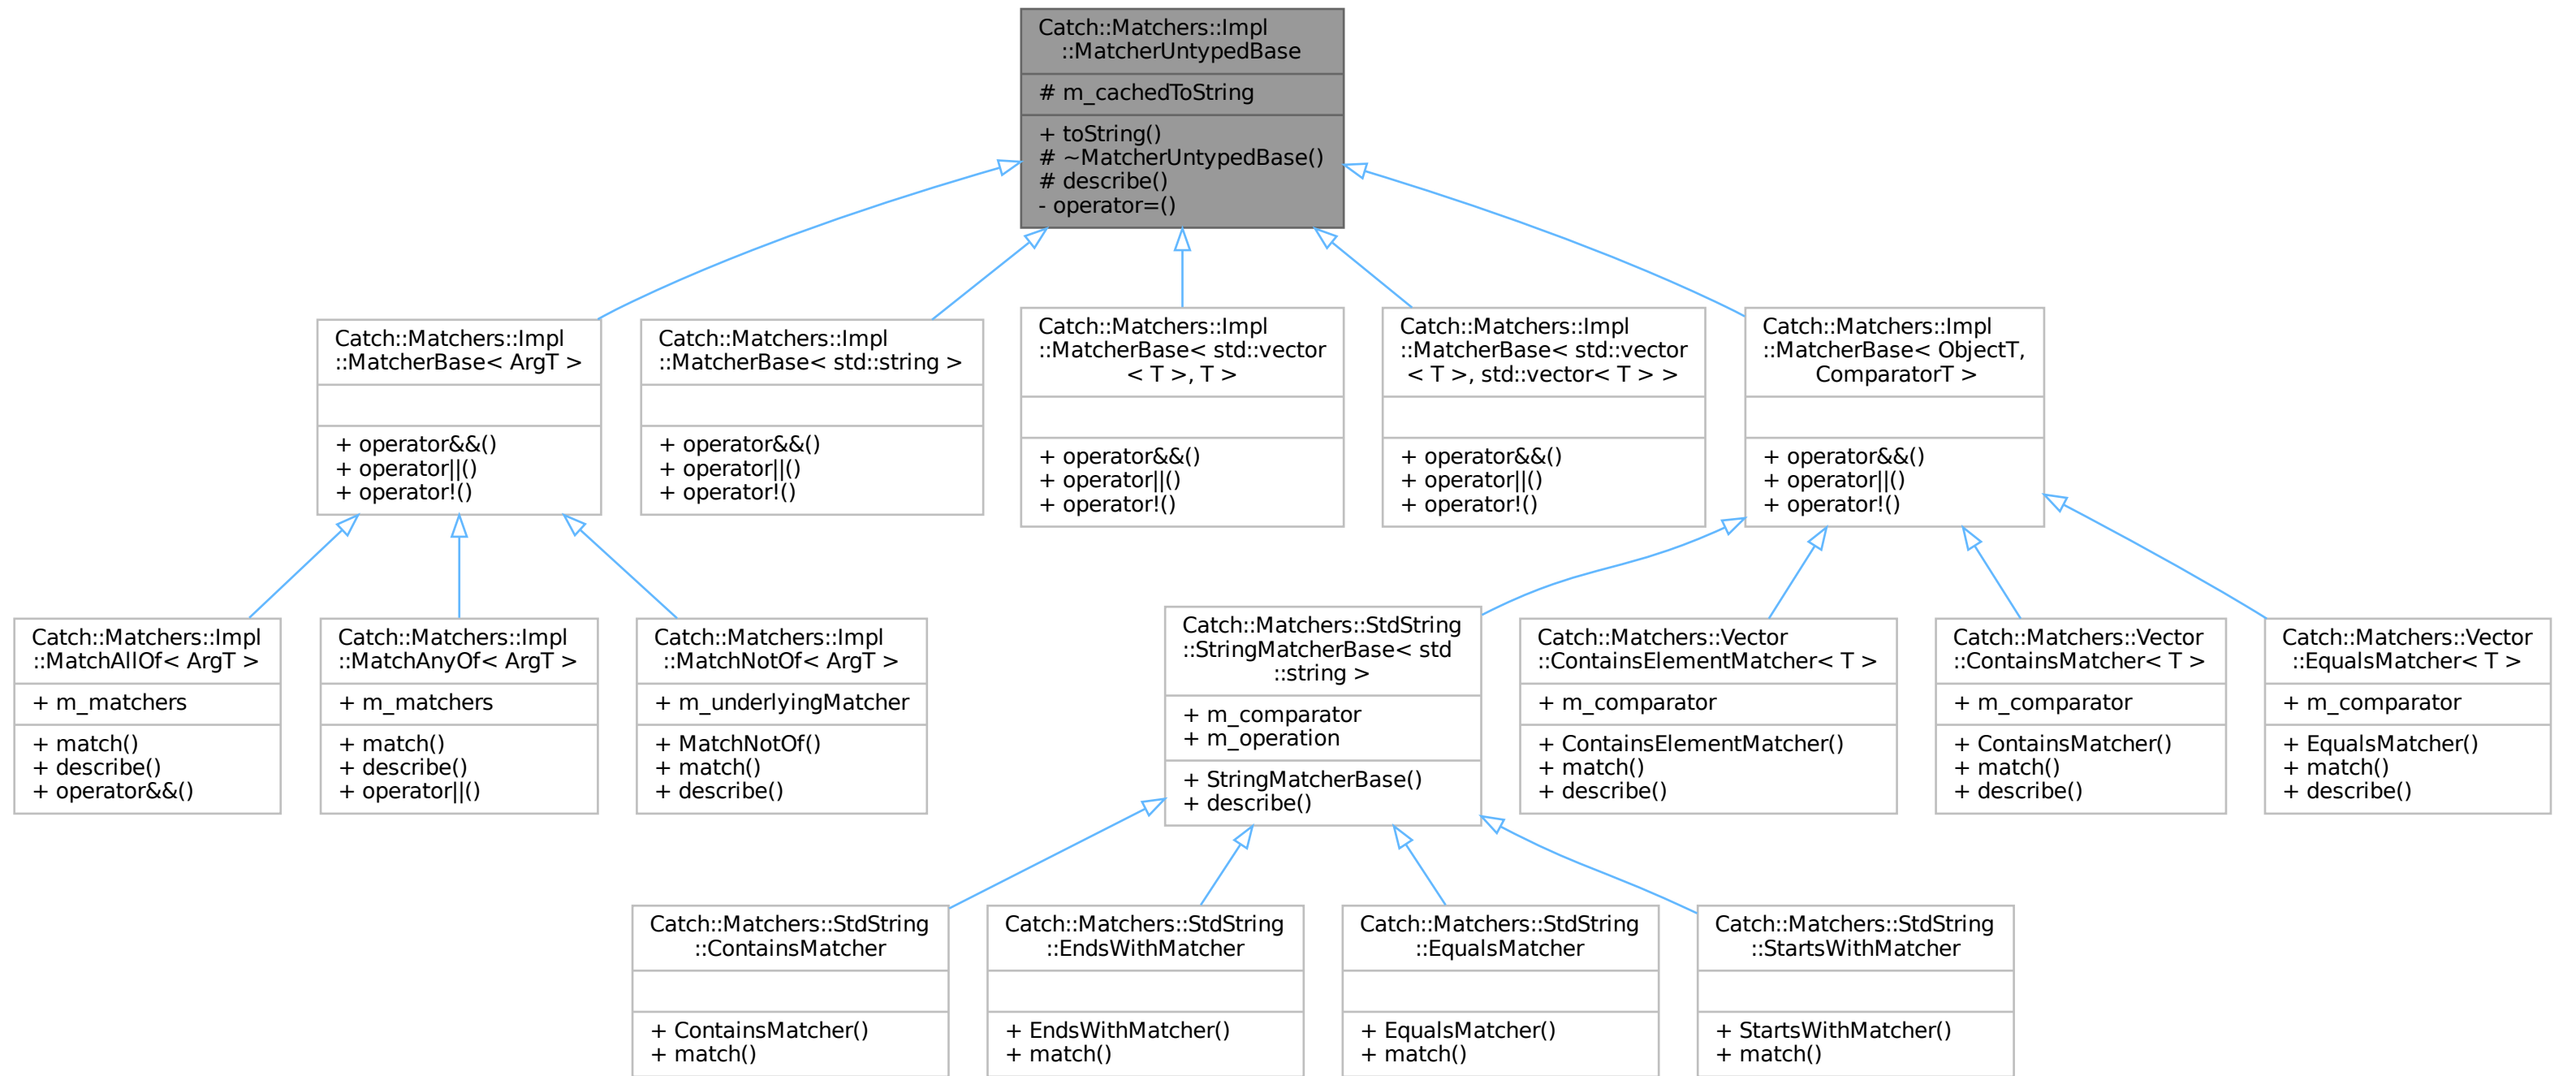 Catch::Matchers::Impl
::MatcherUntypedBase
# m_cachedToString
+ toString()
# ~MatcherUntypedBase()
# describe()
- operator=()
Catch::Matchers::Impl
::MatcherBase< ArgT >
+ operator&&()
+ operator||()
+ operator!()
Catch::Matchers::Impl
::MatcherBase< std::string >
+ operator&&()
+ operator||()
+ operator!()
Catch::Matchers::Impl
::MatcherBase< std::vector
< T >, T >
+ operator&&()
+ operator||()
+ operator!()
Catch::Matchers::Impl
::MatcherBase< std::vector
< T >, std::vector< T > >
+ operator&&()
+ operator||()
+ operator!()
Catch::Matchers::Impl
::MatcherBase< ObjectT,
ComparatorT >
+ operator&&()
+ operator||()
+ operator!()
Catch::Matchers::Impl
::MatchAllOf< ArgT >
+ m_matchers
+ match()
+ describe()
+ operator&&()
Catch::Matchers::Impl
::MatchAnyOf< ArgT >
+ m_matchers
+ match()
+ describe()
+ operator||()
Catch::Matchers::Impl
::MatchNotOf< ArgT >
+ m_underlyingMatcher
+ MatchNotOf()
+ match()
+ describe()
Catch::Matchers::StdString
::StringMatcherBase< std
::string >
+ m_comparator
+ m_operation
+ StringMatcherBase()
+ describe()
Catch::Matchers::Vector
::ContainsElementMatcher< T >
+ m_comparator
+ ContainsElementMatcher()
+ match()
+ describe()
Catch::Matchers::Vector
::ContainsMatcher< T >
+ m_comparator
+ ContainsMatcher()
+ match()
+ describe()
Catch::Matchers::Vector
::EqualsMatcher< T >
+ m_comparator
+ EqualsMatcher()
+ match()
+ describe()
Catch::Matchers::StdString
::ContainsMatcher
+ ContainsMatcher()
+ match()
Catch::Matchers::StdString
::EndsWithMatcher
+ EndsWithMatcher()
+ match()
Catch::Matchers::StdString
::EqualsMatcher
+ EqualsMatcher()
+ match()
Catch::Matchers::StdString
::StartsWithMatcher
+ StartsWithMatcher()
+ match()